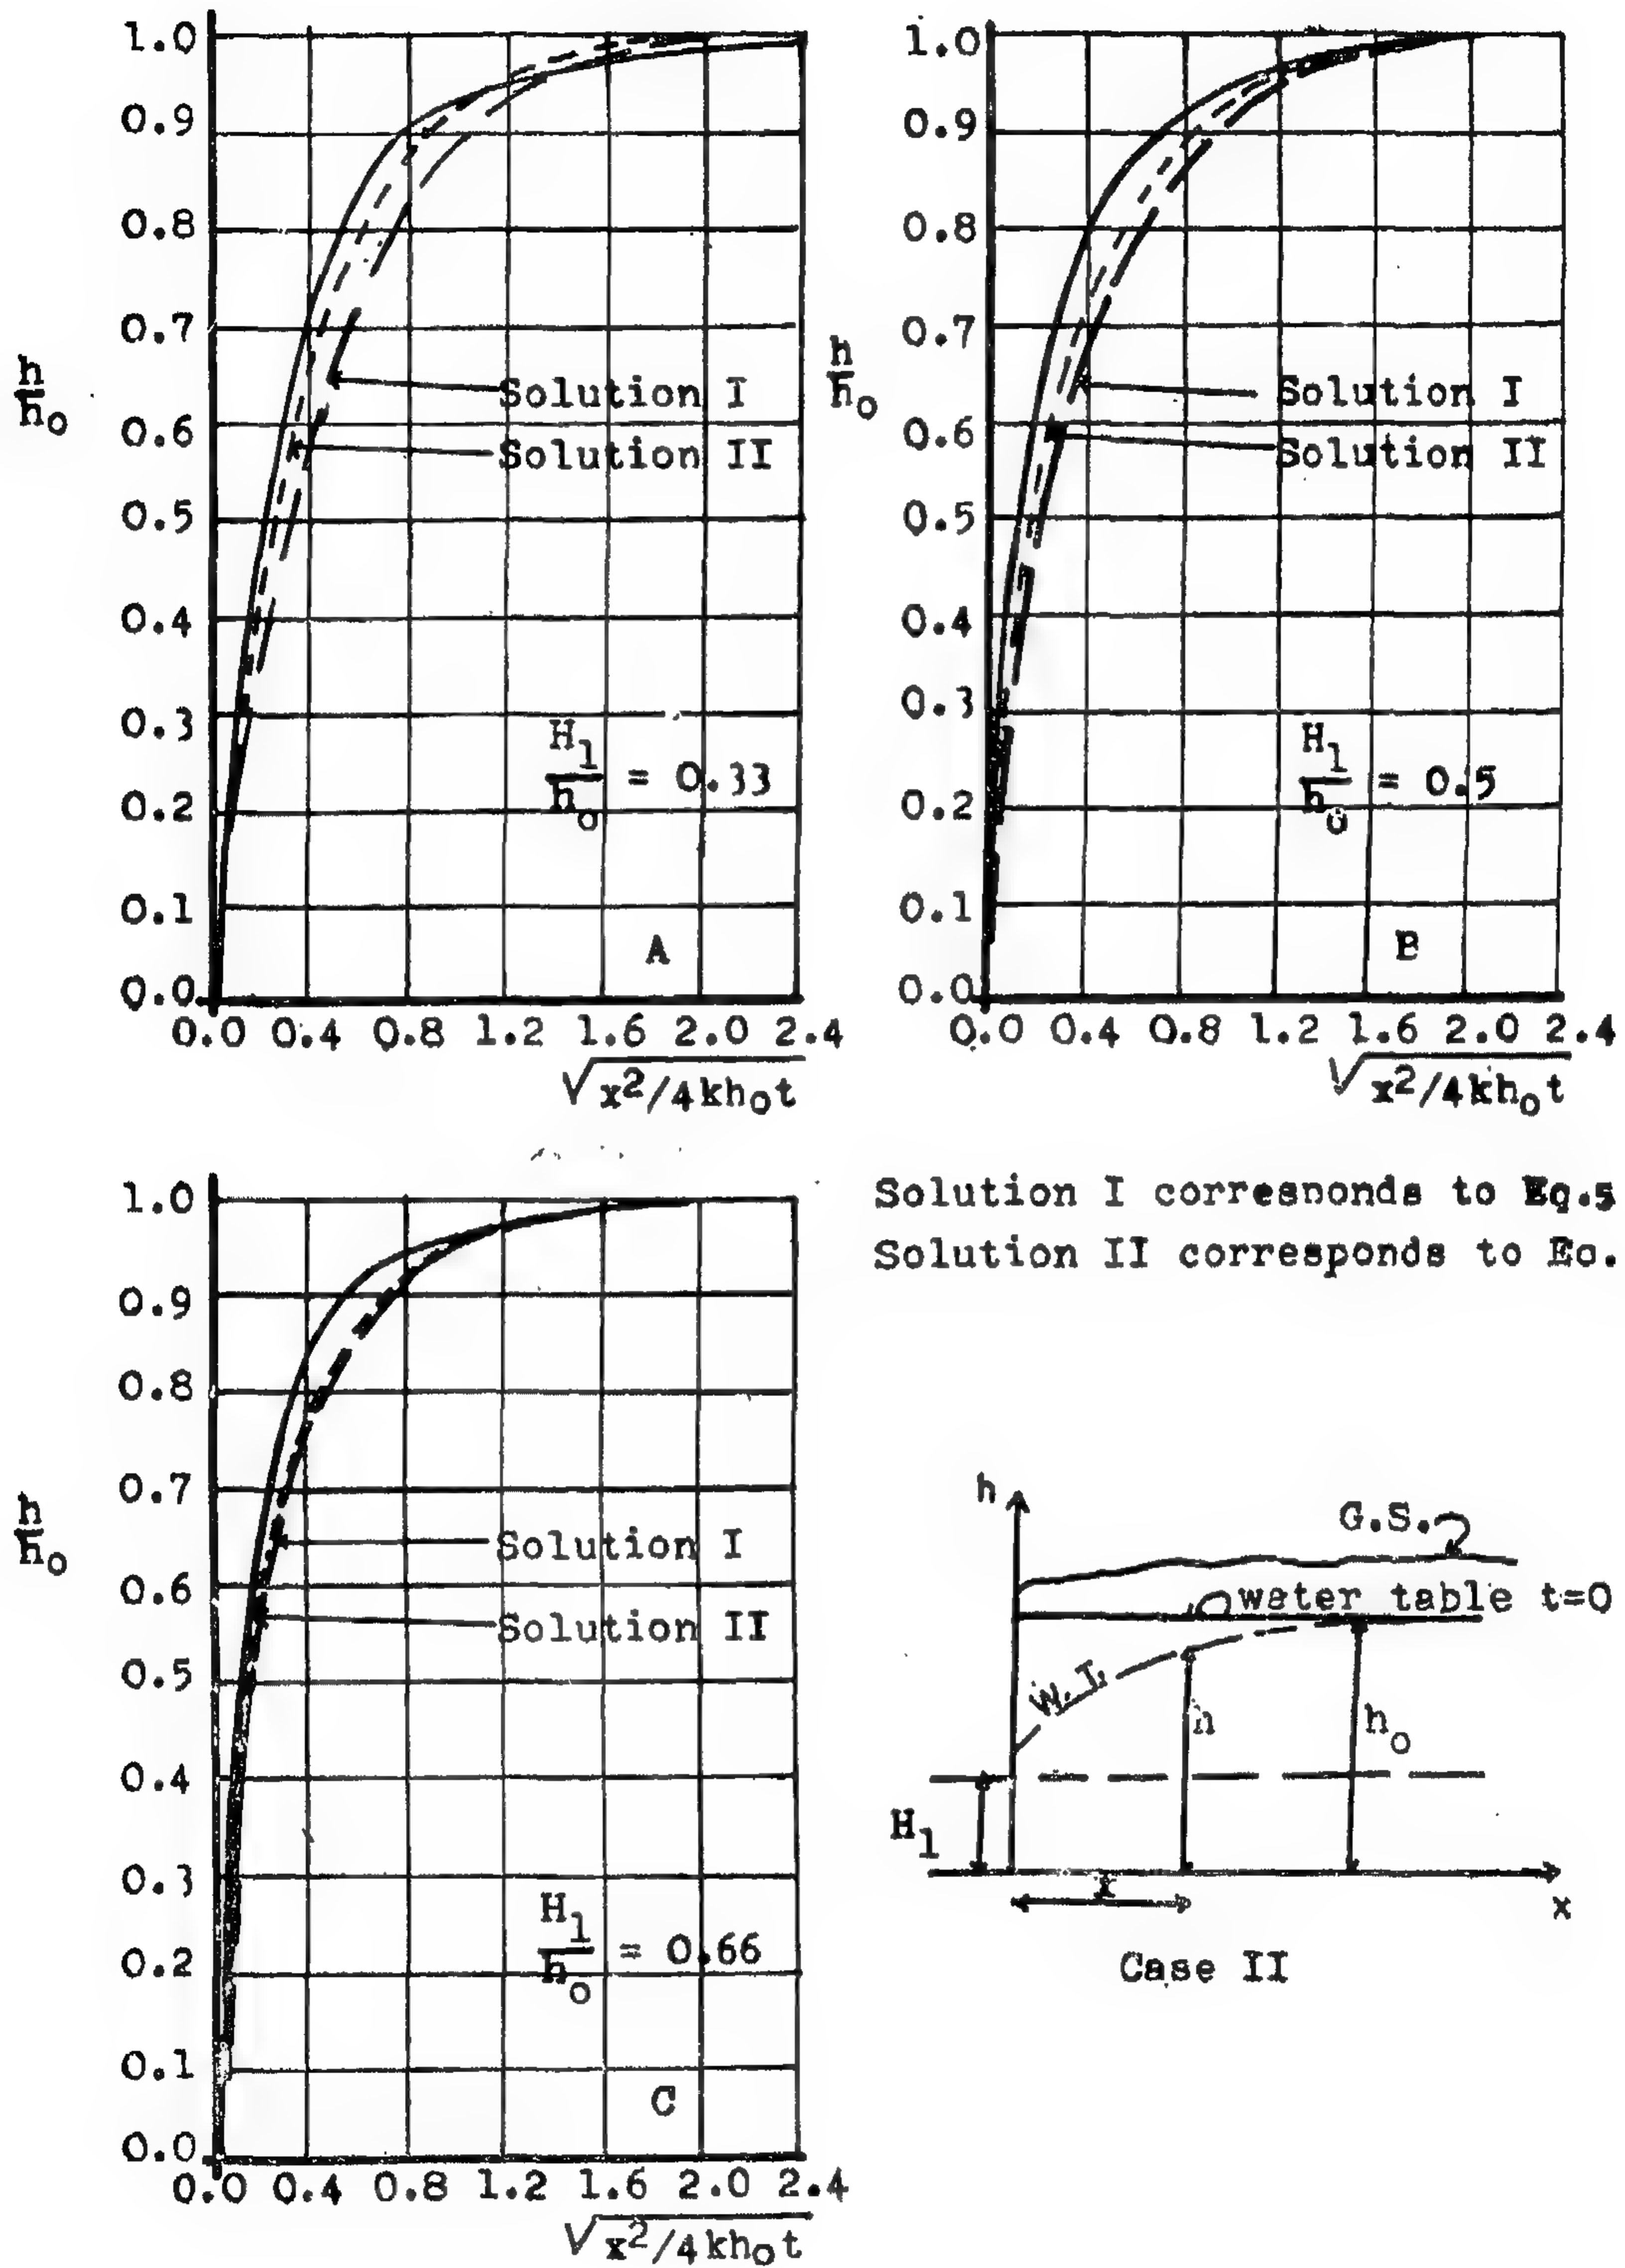 1.0
0.9
0.8
0.7
0.6
0.5
0.4
0.3
0.2
0.1
0.0
h
h₀
Solution I
Solution II
H₁
h₀ = 0.33
A
0.0 0.4 0.8 1.2 1.6 2.0 2.4
√x²/4kh₀t
1.0
0.9
0.8
0.7
0.6
0.5
0.4
0.3
0.2
0.1
0.0
h
h₀
Solution I
Solution II
H₁
h₀ = 0.5
B
0.0 0.4 0.8 1.2 1.6 2.0 2.4
√x²/4kh₀t
1.0
0.9
0.8
0.7
0.6
0.5
0.4
0.3
0.2
0.1
0.0
h
h₀
Solution I
Solution II
H₁
h₀ = 0.66
C
0.0 0.4 0.8 1.2 1.6 2.0 2.4
√x²/4kh₀t
Solution I corresponds to Eq.5
Solution II corresponds to Eq.
h
G.S.
water table t=0
W.T.
h
h₀
H₁
x
x
Case II